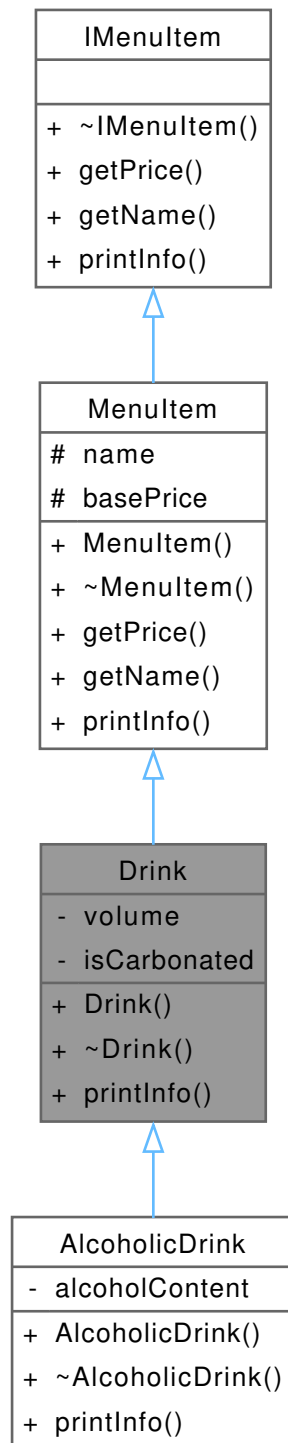 IMenuItem
+ ~IMenuItem()
+ getPrice()
+ getName()
+ printInfo()
MenuItem
# name
# basePrice
+ MenuItem()
+ ~MenuItem()
+ getPrice()
+ getName()
+ printInfo()
Drink
- volume
- isCarbonated
+ Drink()
+ ~Drink()
+ printInfo()
AlcoholicDrink
- alcoholContent
+ AlcoholicDrink()
+ ~AlcoholicDrink()
+ printInfo()